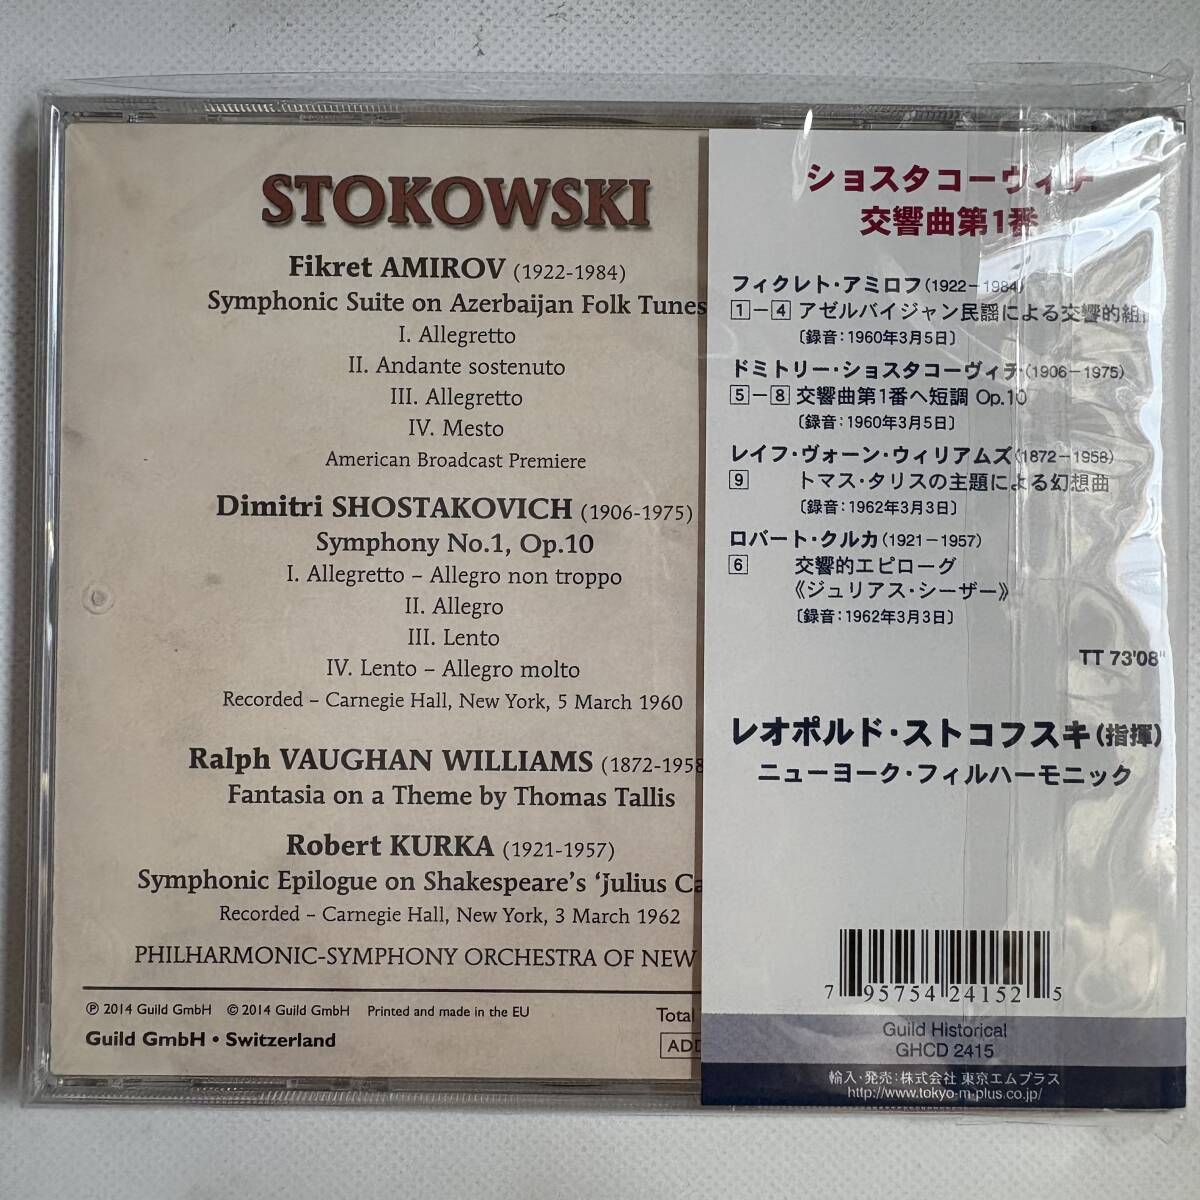 STOKOWSKI
Fikret AMIROV (1922-1984)
Symphonic Suite on Azerbaijan Folk Tunes
I. Allegretto
II. Andante sostenuto
III. Allegretto
IV. Mesto
American Broadcast Premiere
Dimitri SHOSTAKOVICH (1906-1975)
Symphony No.1, Op.10
I. Allegretto – Allegro non troppo
II. Allegro
III. Lento
IV. Lento – Allegro molto
Recorded – Carnegie Hall, New York, 5 March 1960
Ralph VAUGHAN WILLIAMS (1872-1958
Fantasia on a Theme by Thomas Tallis
Robert KURKA (1921-1957)
Symphonic Epilogue on Shakespeare's 'Julius Ca
Recorded – Carnegie Hall, New York, 3 March 1962
PHILHARMONIC-SYMPHONY ORCHESTRA OF NEW
℗ 2014 Guild GmbH © 2014 Guild GmbH Printed and made in the EU
Guild GmbH • Switzerland
Total
ADD
ショスタコーヴィチ
交響曲第1番
フィクレト・アミロフ(1922－1984)
1－4 アゼルバイジャン民謡による交響的組曲
〔録音:1960年3月5日〕
ドミトリー・ショスタコーヴィチ(1906－1975)
5－8 交響曲第1番ヘ短調 Op.10
〔録音:1960年3月5日〕
レイフ・ヴォーン・ウィリアムズ(1872－1958)
9 トマス・タリスの主題による幻想曲
〔録音:1962年3月3日〕
ロバート・クルカ(1921－1957)
6 交響的エピローグ
《ジュリアス・シーザー》
〔録音:1962年3月3日〕
TT 73'08"
レオポルド・ストコフスキ(指揮)
ニューヨーク・フィルハーモニック
7 95754 24152 5
Guild Historical
GHCD 2415
輸入・発売:株式会社 東京エムプラス
http://www.tokyo-m-plus.co.jp/